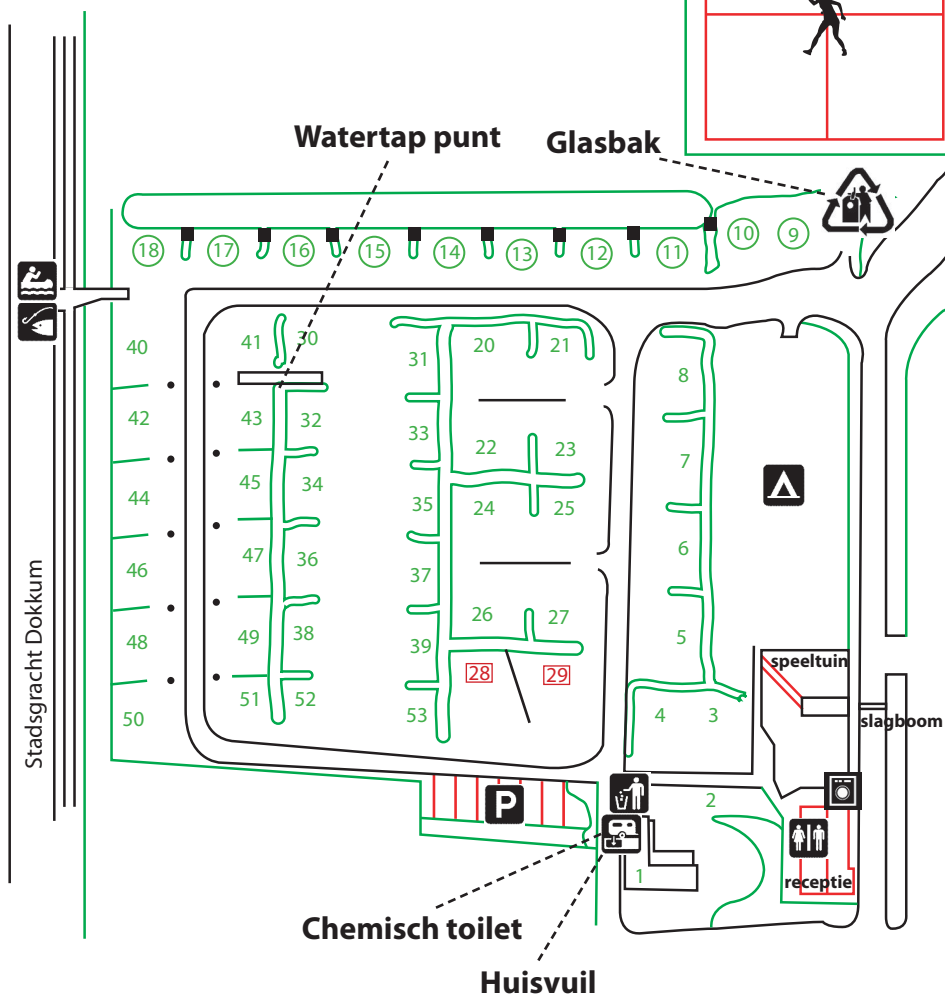 Watertap punt
Glasbak
18 17 16 15 14 13 12 11 10 9
40 41 30 31 20 21 8
42 43 32 33 22 23 7
44 45 34 35 24 25 6
46 47 36 37 26 27 5
48 49 38 39 28 29 4 3
50 51 52 53
Stadsgracht Dokkum
speeltuin
slagboom
P
2
1
receptie
Chemisch toilet
Huisvuil